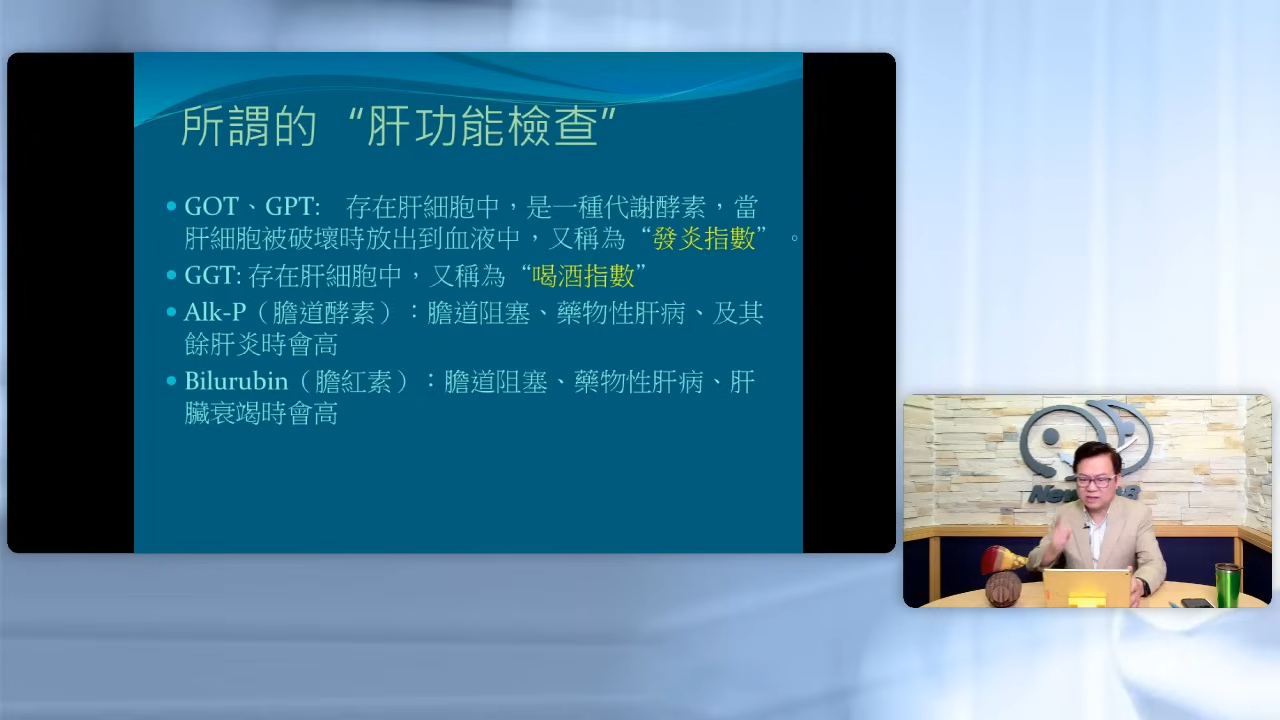 所謂的“肝功能檢查”
GOT、GPT: 存在肝細胞中，是一種代謝酵素，當
肝細胞被破壞時放出到血液中，又稱為“發炎指數”。
GGT: 存在肝細胞中，又稱為“喝酒指數”
Alk-P（膽道酵素）：膽道阻塞、藥物性肝病、及其
餘肝炎時會高
Bilurubin（膽紅素）：膽道阻塞、藥物性肝病、肝
臟衰竭時會高